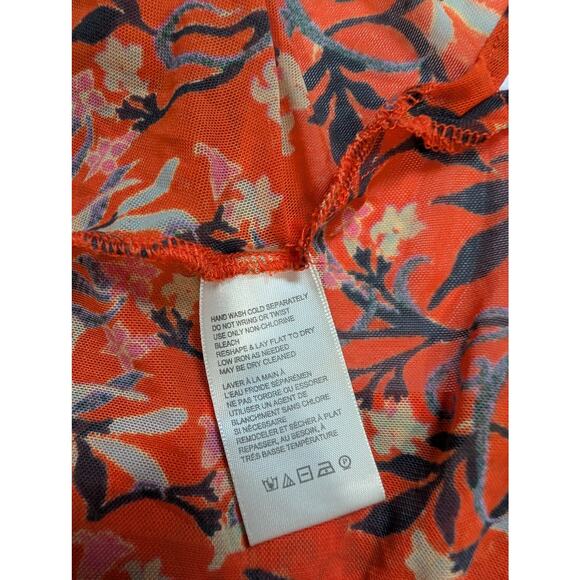 HAND WASH COLD SEPARATELY
DO NOT WRING OR TWIST
USE ONLY NON-CHLORINE
BLEACH
RESHAPE & LAY FLAT TO DRY
LOW IRON AS NEEDED
MAY BE DRY CLEANED
LAVER À LA MAIN À
L'EAU FROIDE SÉPARÉMEN
NE PAS TORDRE OU ESSORER
UTILISER UN AGENT DE
BLANCHIMENT SANS CHLORE
SI NÉCESSAIRE
REMODELER ET SÉCHER À PLAT
REPASSER, AU BESOIN, À
TRÈS BASSE TEMPÉRATURE
P